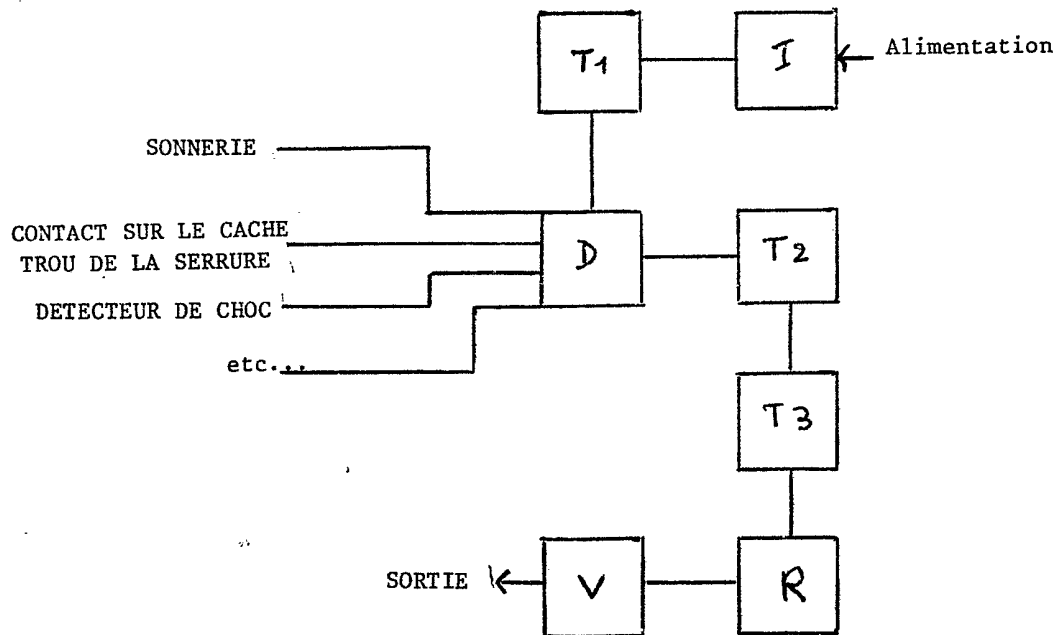 T1
I
Alimentation
SONNERIE
CONTACT SUR LE CACHE
TROU DE LA SERRURE
D
T2
DETECTEUR DE CHOC
etc...
T3
SORTIE
V
R